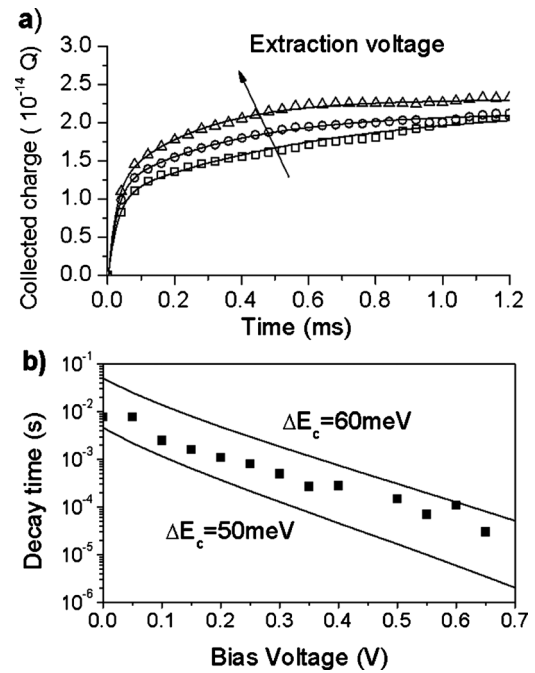 a)
Extraction voltage
Collected charge ( 10⁻¹⁴ Q)
3.0
2.5
2.0
1.5
1.0
0.5
0.0
0.0 0.2 0.4 0.6 0.8 1.0 1.2
Time (ms)
b)
Decay time (s)
10⁻¹
10⁻²
10⁻³
10⁻⁴
10⁻⁵
10⁻⁶
ΔE_c=60meV
ΔE_c=50meV
0.0 0.1 0.2 0.3 0.4 0.5 0.6 0.7
Bias Voltage (V)